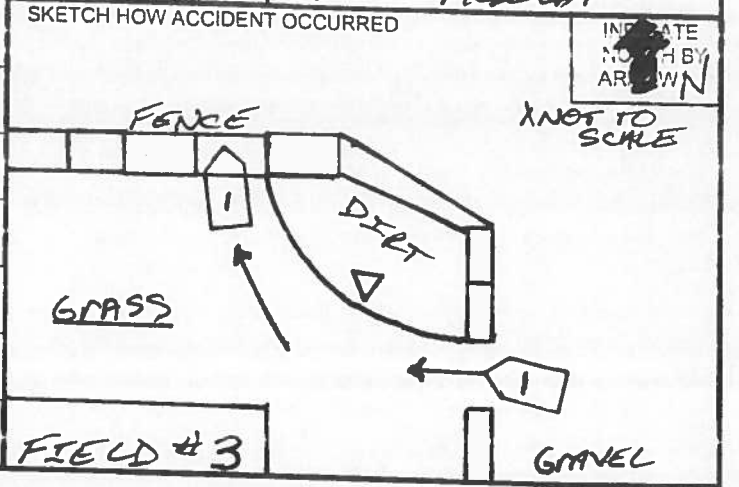 SKETCH HOW ACCIDENT OCCURRED
INDICATE
NORTH BY
ARROW N
XNOT TO
SCALE
FENCE
1
DIRT
GRASS
1
FIELD #3
GRAVEL